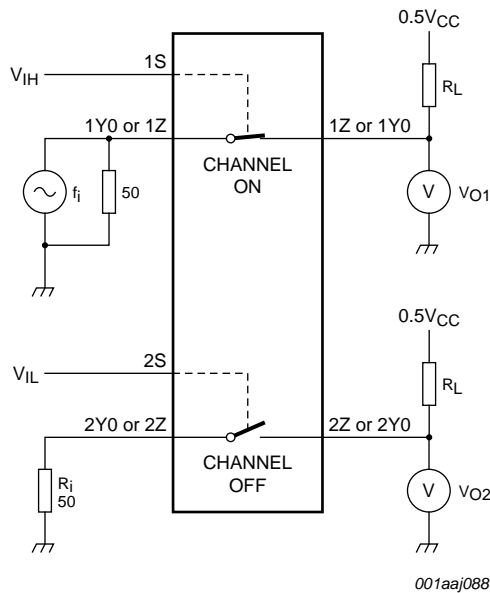 0.5VCC
1S
VIH
RL
1Y0 or 1Z
1Z or 1Y0
CHANNEL
ON
fi
50
V
VO1
0.5VCC
2S
VIL
RL
2Y0 or 2Z
2Z or 2Y0
CHANNEL
OFF
Ri
50
V
VO2
001aaj088